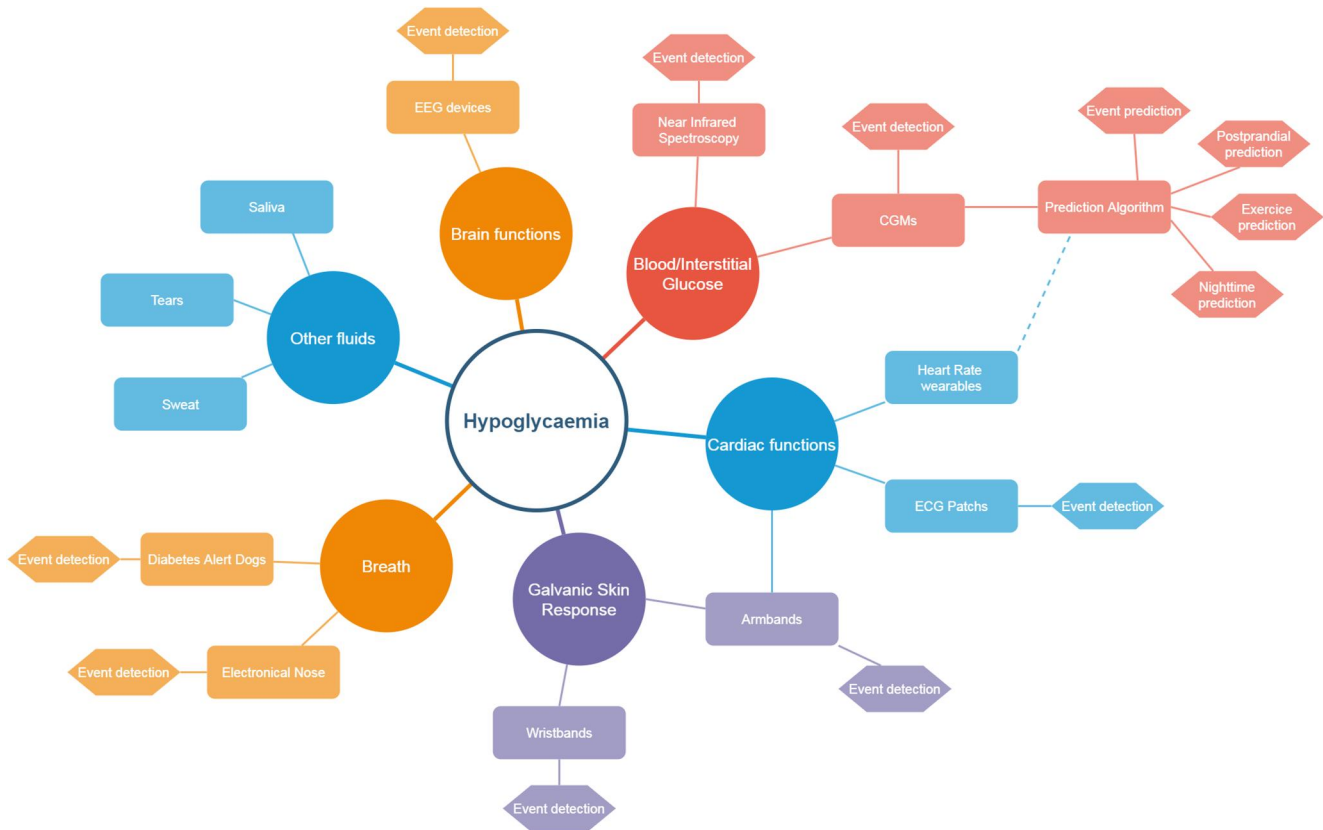 Event detection
EEG devices
Brain functions
Event detection
Near Infrared
Spectroscopy
Blood/Interstitial
Glucose
Event detection
CGMs
Event prediction
Postprandial
prediction
Prediction Algorithm
Exercice
prediction
Nighttime
prediction
Saliva
Tears
Other fluids
Sweat
Hypoglycaemia
Heart Rate
wearables
Cardiac functions
ECG Patchs
Event detection
Event detection
Diabetes Alert Dogs
Breath
Event detection
Electronical Nose
Galvanic Skin
Response
Armbands
Event detection
Wristbands
Event detection